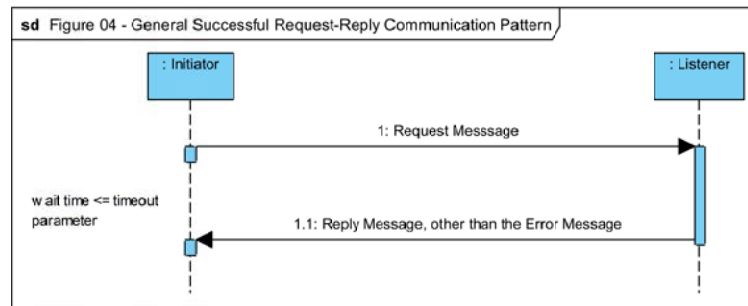 sd Figure 04 - General Successful Request-Reply Communication Pattern
: Initiator
: Listener
1: Request Messsage
wait time <= timeout
parameter
1.1: Reply Message, other than the Error Message